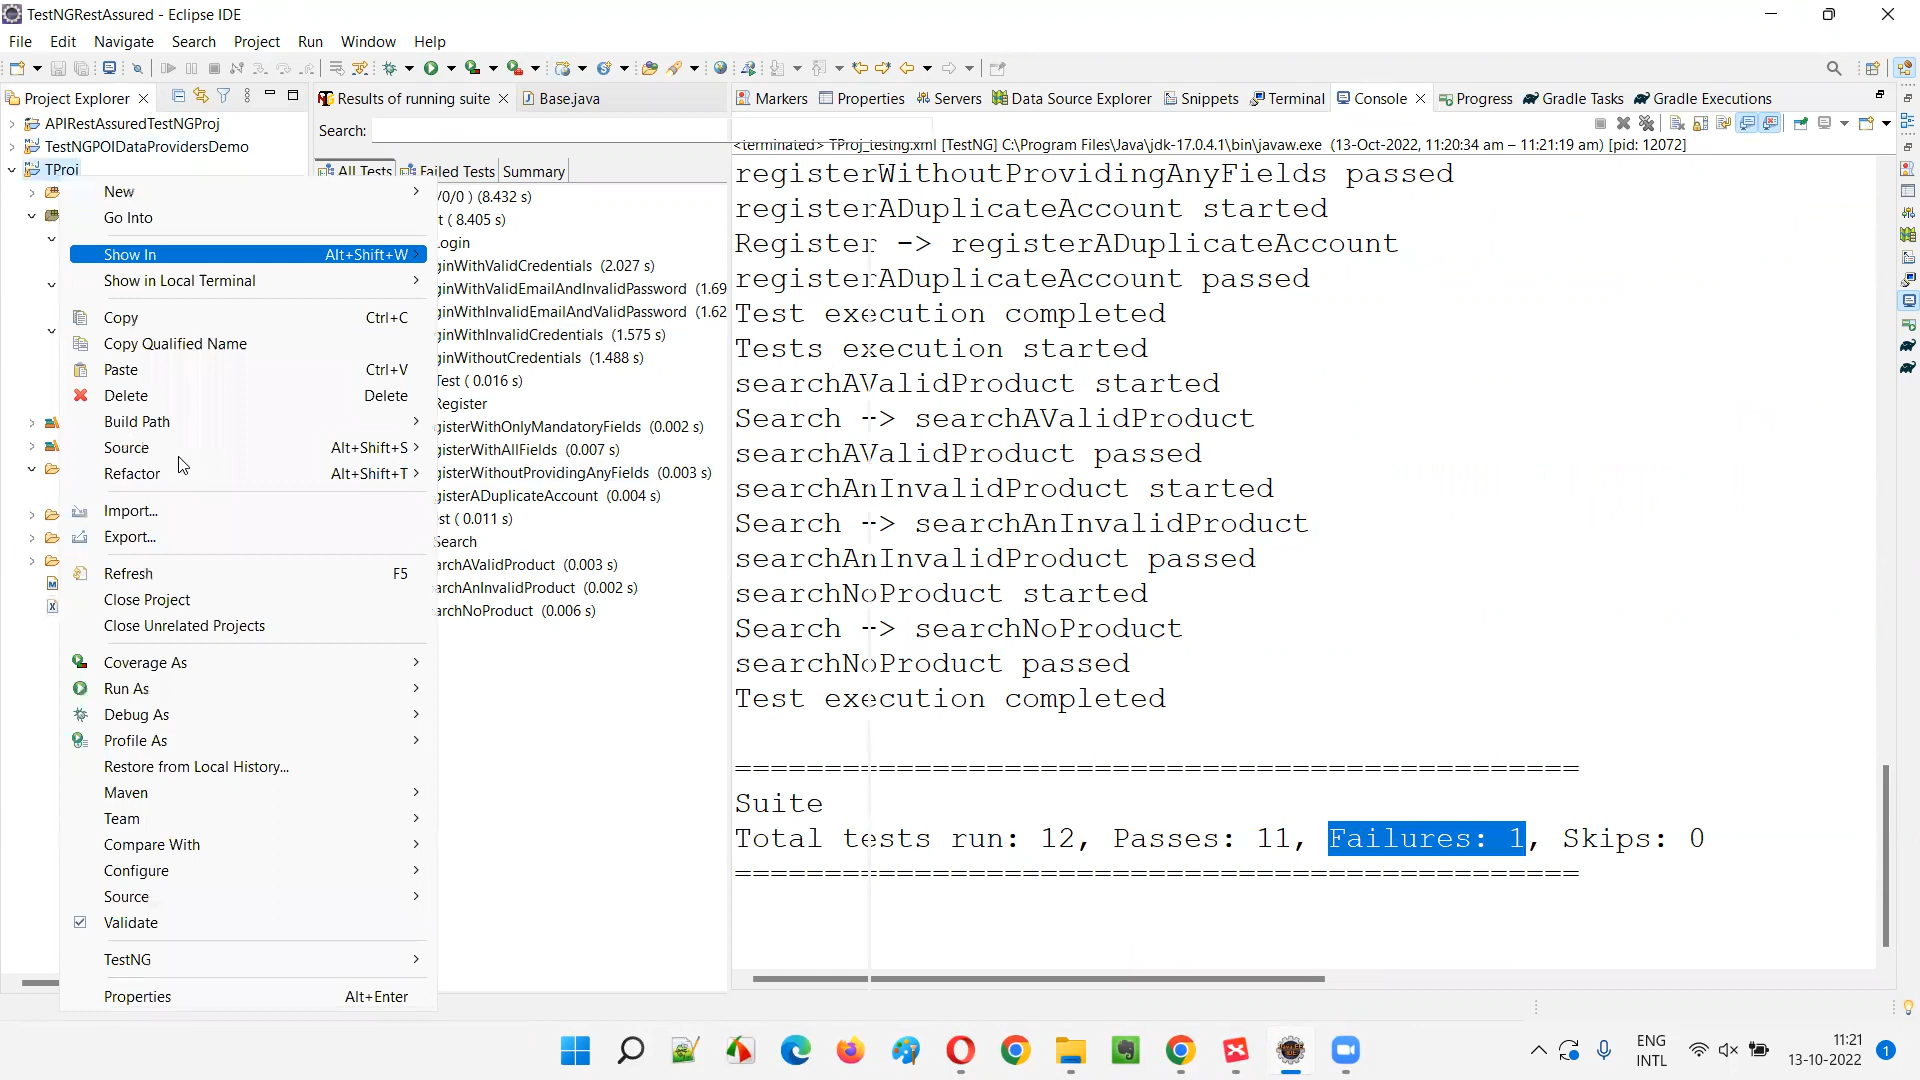 TestNGRestAssured - Eclipse IDE
File Edit Navigate Search Project Run Window Help
Project Explorer
Results of running suite
Base.java
Markers Properties Servers Data Source Explorer Snippets Terminal Console Progress Gradle Tasks Gradle Executions
APIRestAssuredTestNGProj
TestNGPOIDataProvidersDemo
TProj
Search:
<terminated> TProj_testng.xml [TestNG] C:\Program Files\Java\jdk-17.0.4.1\bin\javaw.exe (13-Oct-2022, 11:20:34 am – 11:21:19 am) [pid: 12072]
All Tests Failed Tests Summary
New
Go Into
Show In Alt+Shift+W
Show in Local Terminal
Copy Ctrl+C
Copy Qualified Name
Paste Ctrl+V
Delete Delete
Build Path
Source Alt+Shift+S
Refactor Alt+Shift+T
Import...
Export...
Refresh F5
Close Project
Close Unrelated Projects
Coverage As
Run As
Debug As
Profile As
Restore from Local History...
Maven
Team
Compare With
Configure
Source
Validate
TestNG
Properties Alt+Enter
/0/0 ) (8.432 s)
t ( 8.405 s)
ogin
ginWithValidCredentials (2.027 s)
ginWithValidEmailAndInvalidPassword (1.69
ginWithInvalidEmailAndValidPassword (1.62
ginWithInvalidCredentials (1.575 s)
ginWithoutCredentials (1.488 s)
Test ( 0.016 s)
Register
gisterWithOnlyMandatoryFields (0.002 s)
gisterWithAllFields (0.007 s)
gisterWithoutProvidingAnyFields (0.003 s)
gisterADuplicateAccount (0.004 s)
st ( 0.011 s)
Search
archAValidProduct (0.003 s)
archAnInvalidProduct (0.002 s)
archNoProduct (0.006 s)
registerWithoutProvidingAnyFields passed
registerADuplicateAccount started
Register -> registerADuplicateAccount
registerADuplicateAccount passed
Test execution completed
Tests execution started
searchAValidProduct started
Search -> searchAValidProduct
searchAValidProduct passed
searchAnInvalidProduct started
Search -> searchAnInvalidProduct
searchAnInvalidProduct passed
searchNoProduct started
Search -> searchNoProduct
searchNoProduct passed
Test execution completed
===============================================
Suite
Total tests run: 12, Passes: 11, Failures: 1, Skips: 0
===============================================
ENG
INTL
11:21
13-10-2022
1